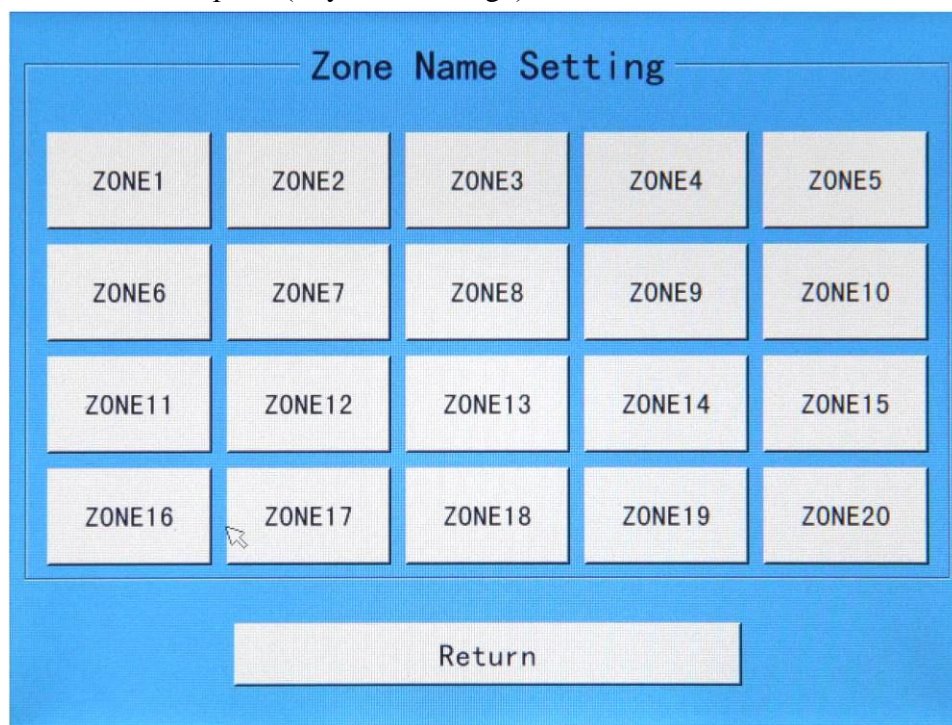 Zone Name Setting
ZONE1 ZONE2 ZONE3 ZONE4 ZONE5
ZONE6 ZONE7 ZONE8 ZONE9 ZONE10
ZONE11 ZONE12 ZONE13 ZONE14 ZONE15
ZONE16 ZONE17 ZONE18 ZONE19 ZONE20
Return